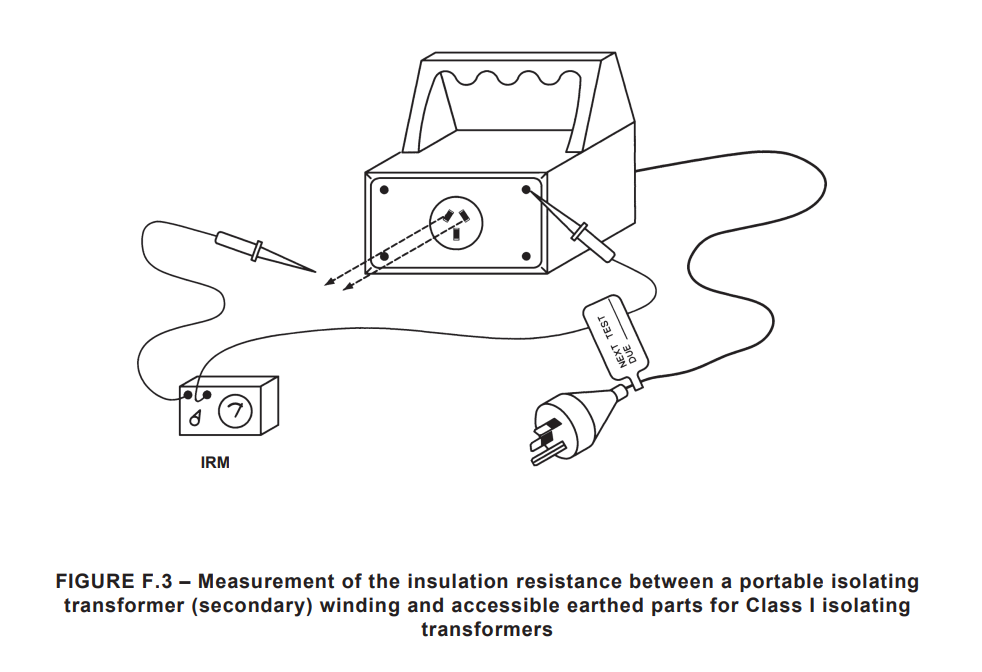 NEXT TEST
DUE
IRM
FIGURE F.3 – Measurement of the insulation resistance between a portable isolating
transformer (secondary) winding and accessible earthed parts for Class I isolating
transformers